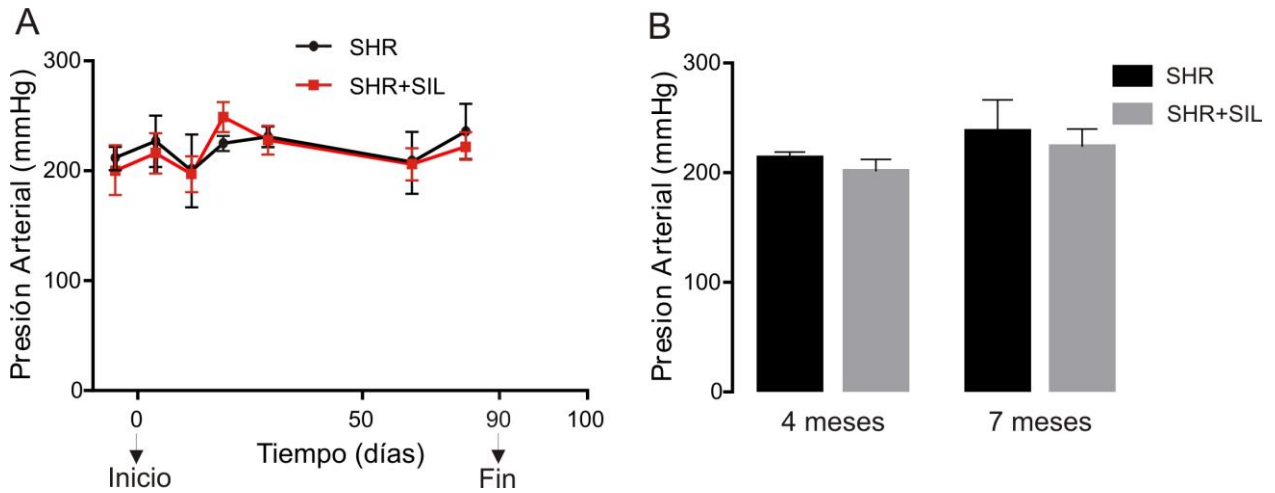 A
SHR
SHR+SIL
Presión Arterial (mmHg)
300
200
100
0
0
50
90
100
Tiempo (días)
Inicio
Fin
B
SHR
SHR+SIL
Presion Arterial (mmHg)
300
200
100
0
4 meses
7 meses